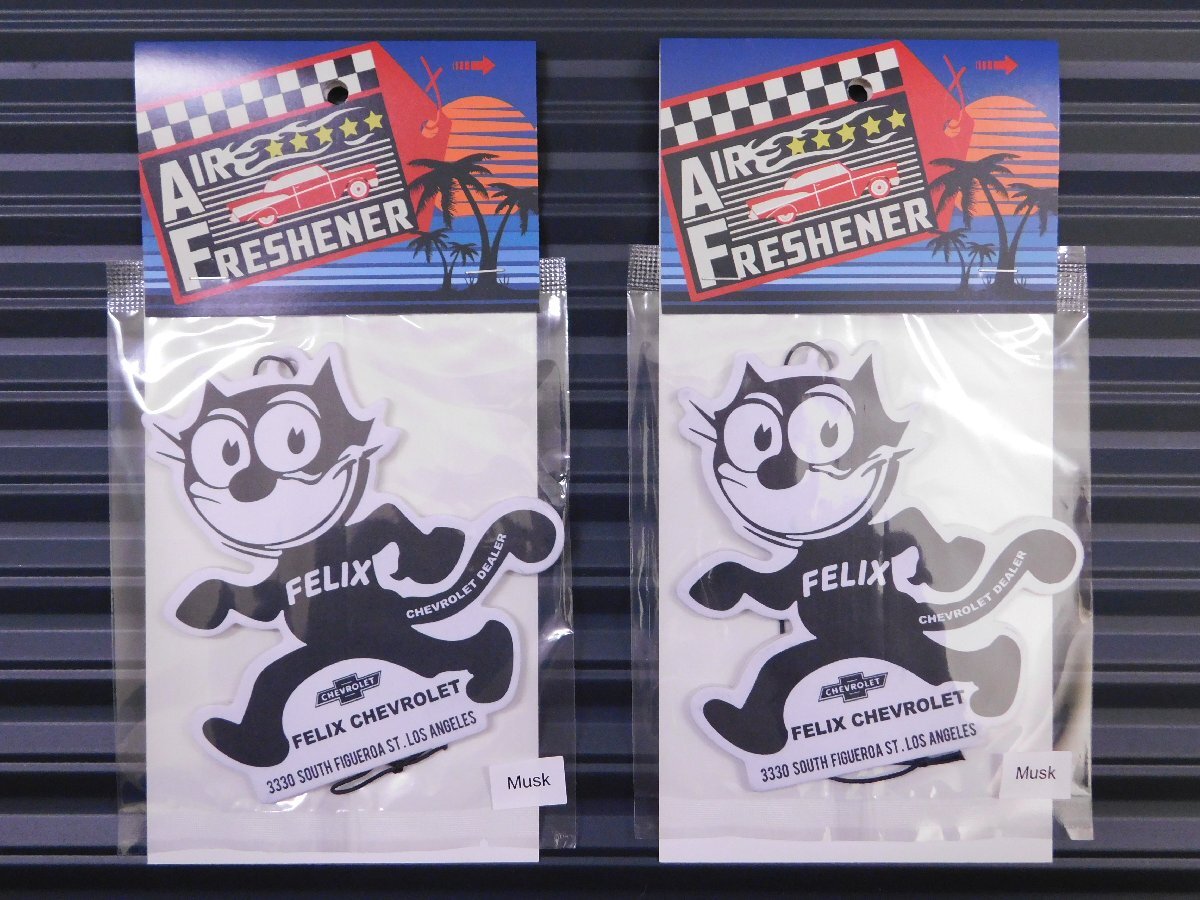 AIR
FRESHENER
FELIX
CHEVROLET DEALER
CHEVROLET
FELIX CHEVROLET
3330 SOUTH FIGUEROA ST. LOS ANGELES
Musk
AIR
FRESHENER
FELIX
CHEVROLET DEALER
CHEVROLET
FELIX CHEVROLET
3330 SOUTH FIGUEROA ST. LOS ANGELES
Musk